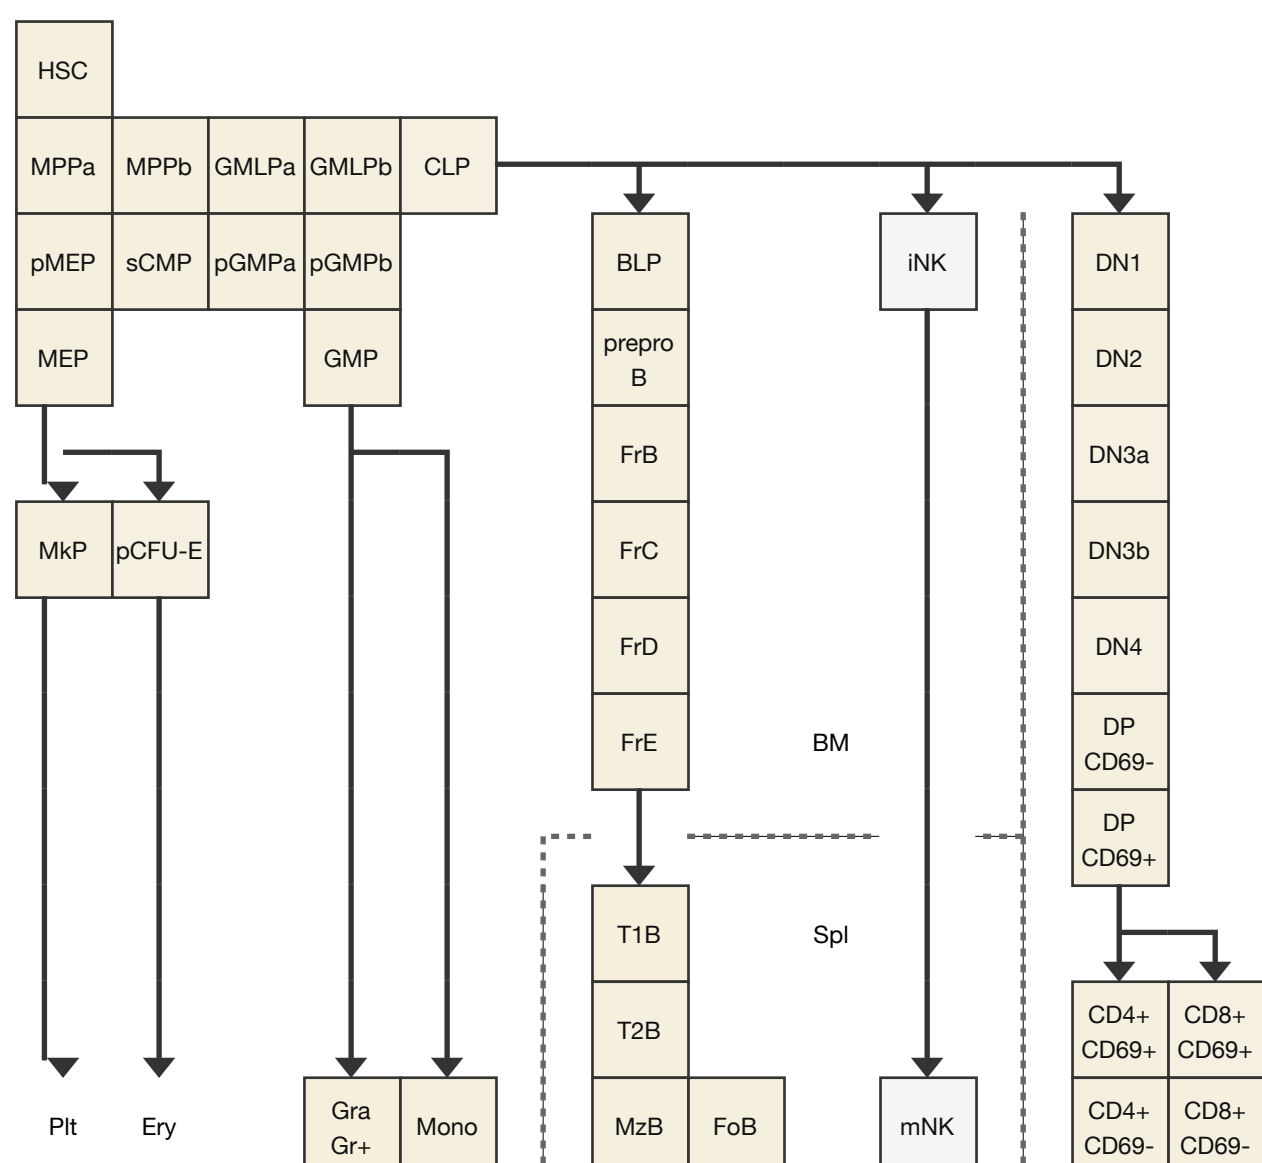 HSC
MPPa MPPb GMLPa GMLPb CLP
pMEP sCMP pGMPa pGMPb BLP iNK DN1
MEP GMP prepro
B DN2
FrB DN3a
MkP pCFU-E FrC DN3b
FrD DN4
FrE BM DP
CD69-
DP
CD69+
T1B Spl
T2B CD4+
CD69+ CD8+
CD69+
Plt Ery Gra
Gr+ Mono MzB FoB mNK CD4+
CD69- CD8+
CD69-